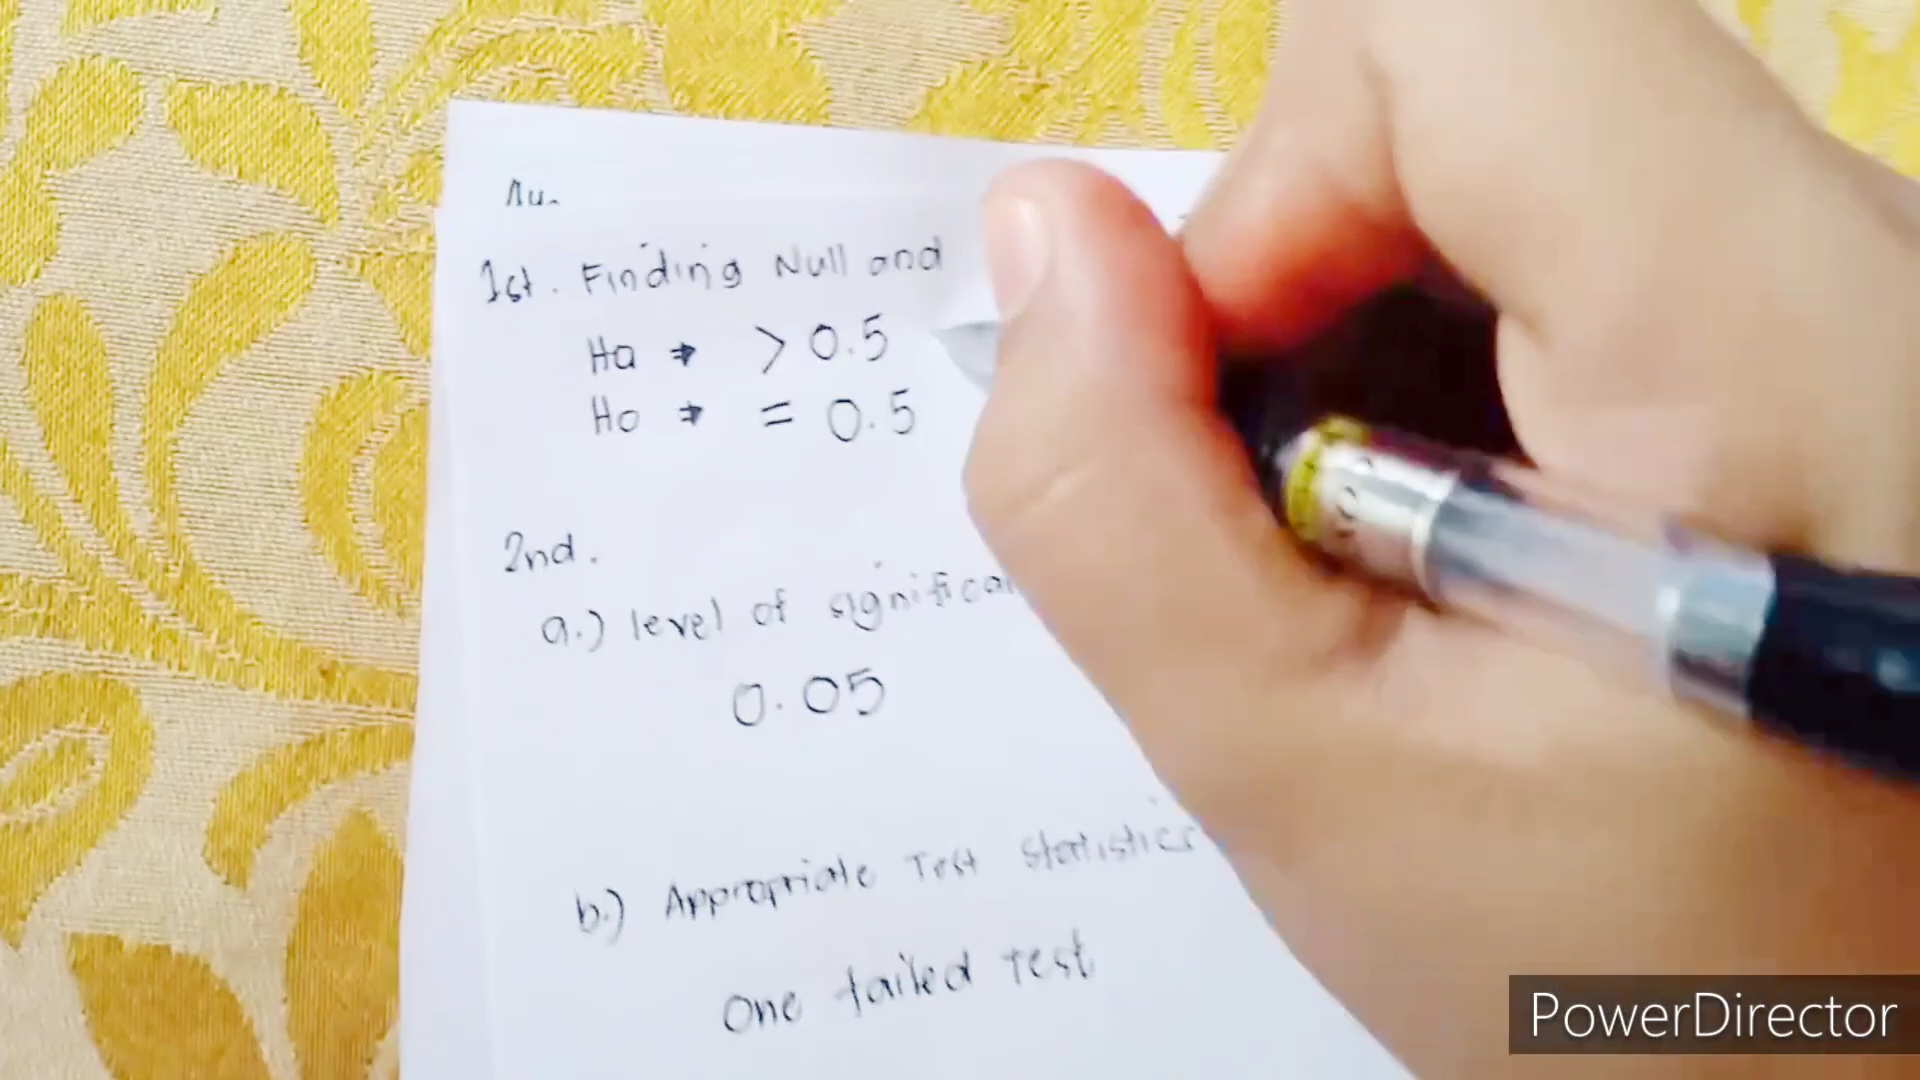 1st. Finding Null and
Ha → > 0.5
Ho → = 0.5
2nd.
a.) level of
0.05
b.) Appropriate Test statistics
One tailed Test
PowerDirector